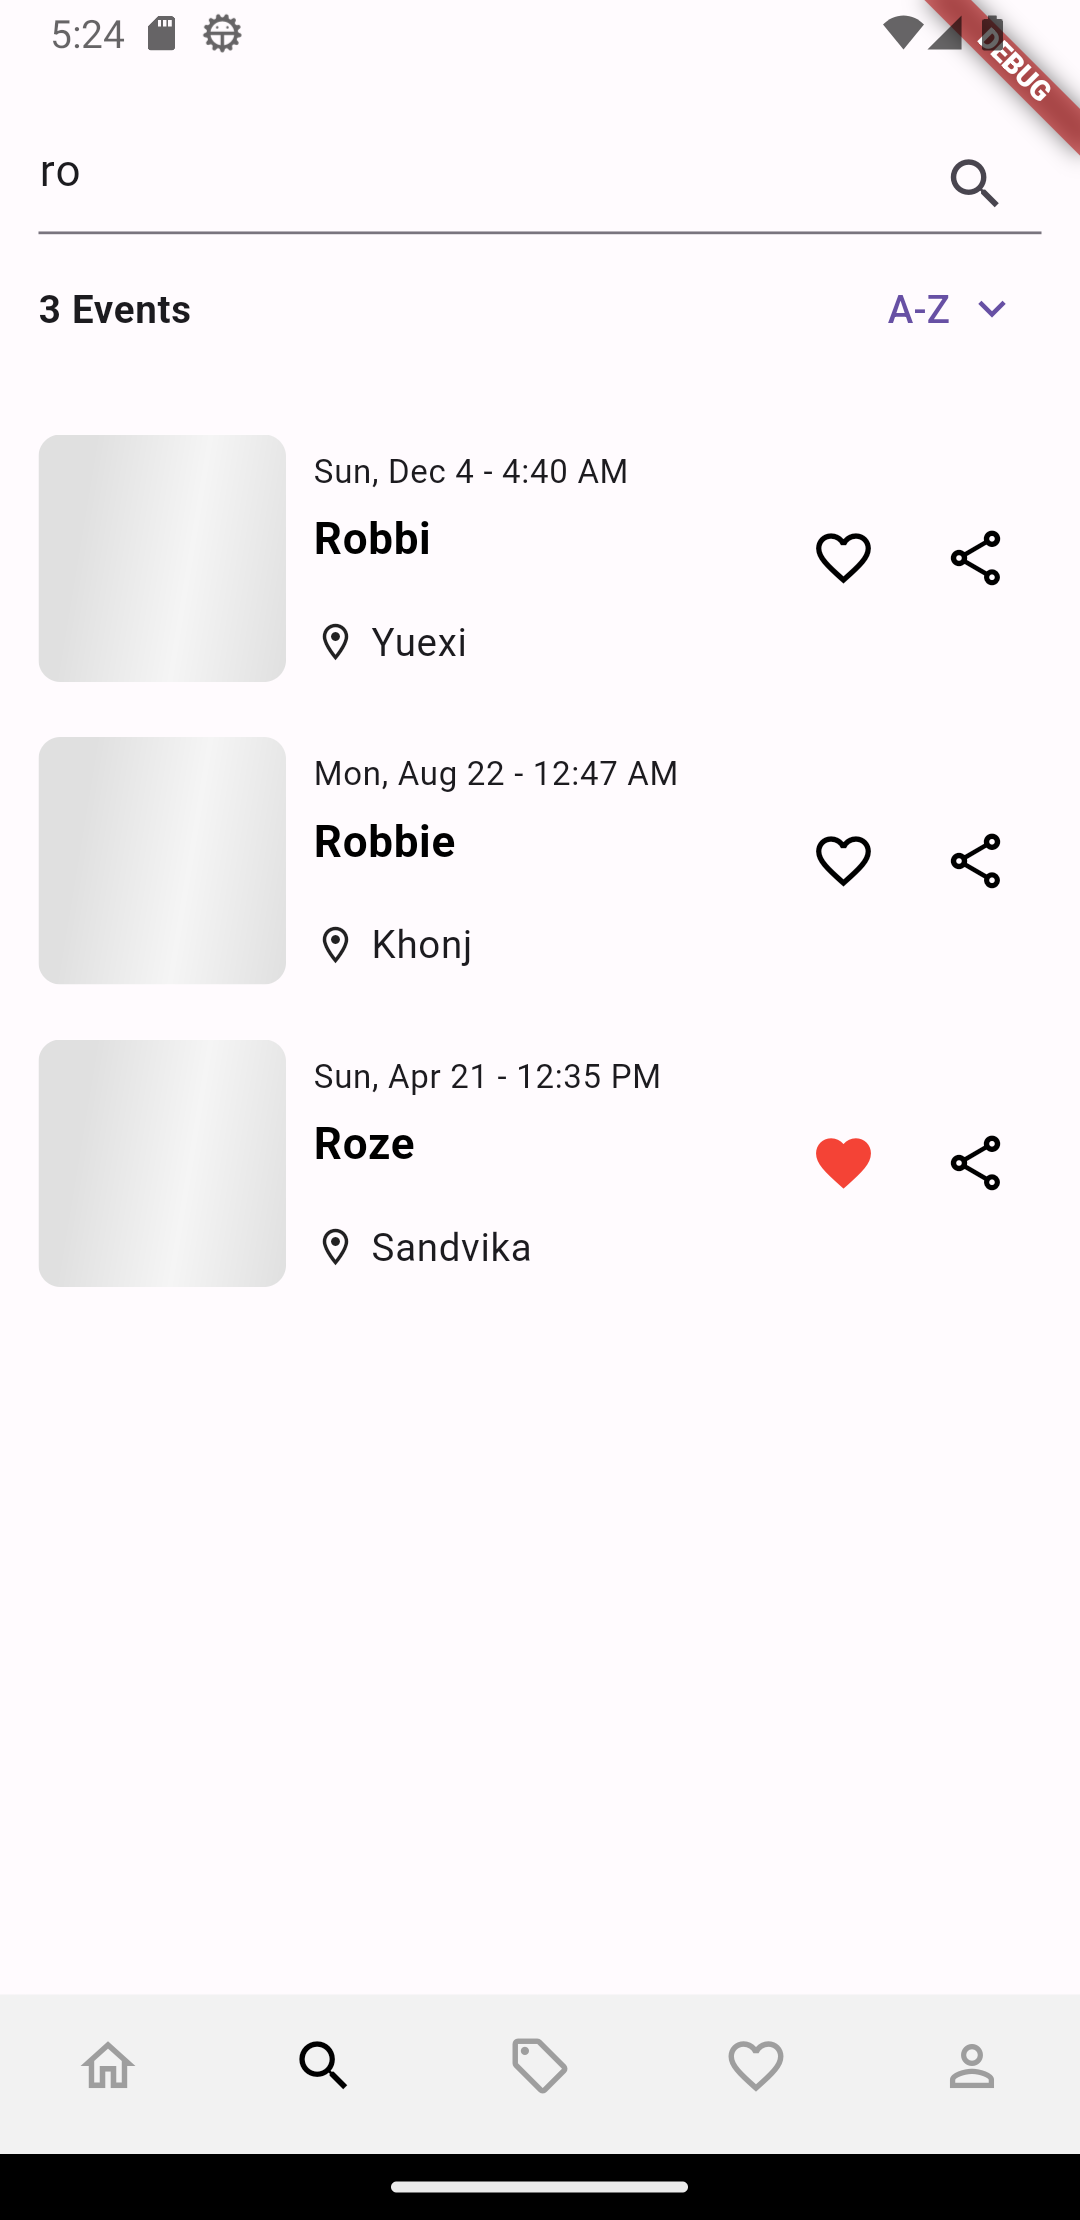 5:24
DEBUG
ro
3 Events
A-Z
Sun, Dec 4 - 4:40 AM
Robbi
Yuexi
Mon, Aug 22 - 12:47 AM
Robbie
Khonj
Sun, Apr 21 - 12:35 PM
Roze
Sandvika